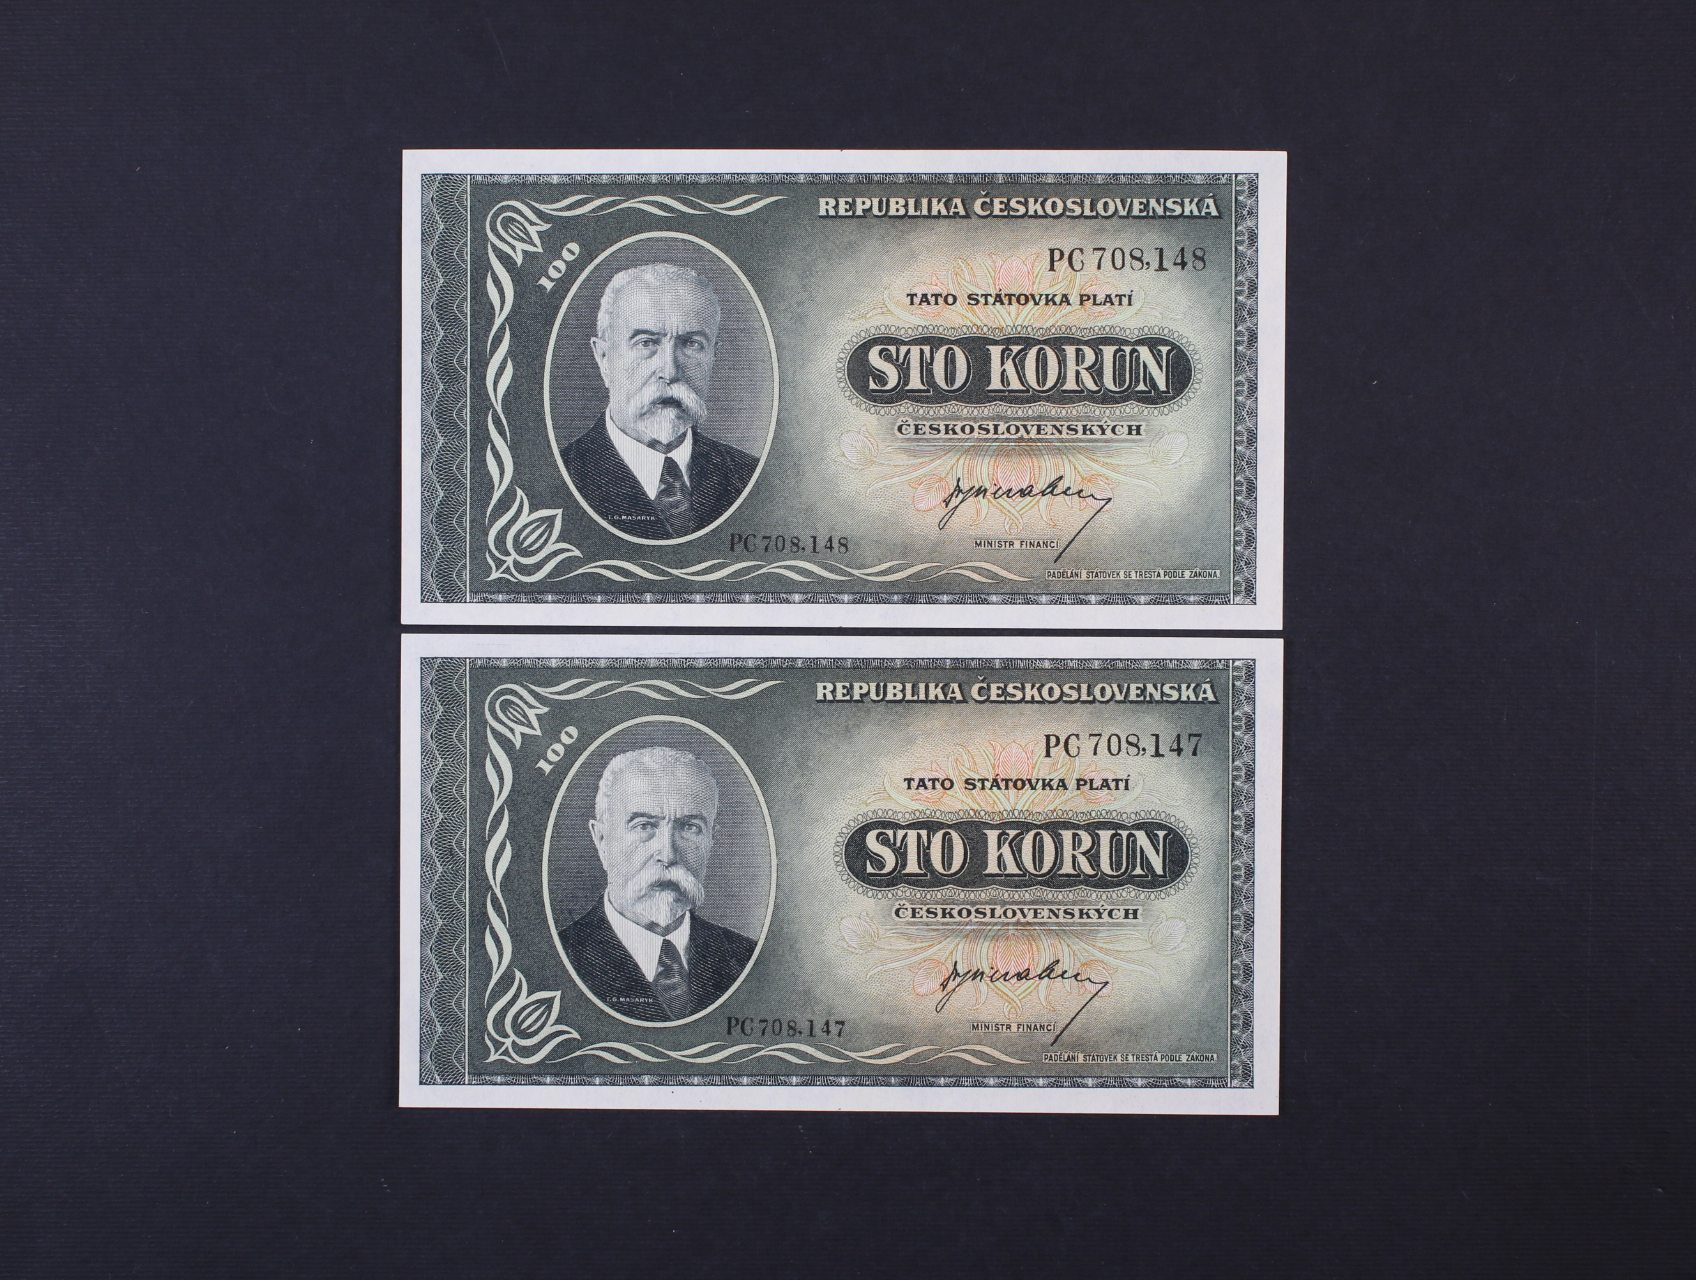 REPUBLIKA ČESKOSLOVENSKÁ
100
PC 708,148
TATO STÁTOVKA PLATÍ
STO KORUN
ČESKOSLOVENSKÝCH
T. G. MASARYK
PC 708,148
MINISTR FINANCÍ
PADĚLÁNÍ STÁTOVEK SE TRESTÁ PODLE ZÁKONA.
REPUBLIKA ČESKOSLOVENSKÁ
100
PC 708,147
TATO STÁTOVKA PLATÍ
STO KORUN
ČESKOSLOVENSKÝCH
T. G. MASARYK
PC 708,147
MINISTR FINANCÍ
PADĚLÁNÍ STÁTOVEK SE TRESTÁ PODLE ZÁKONA.